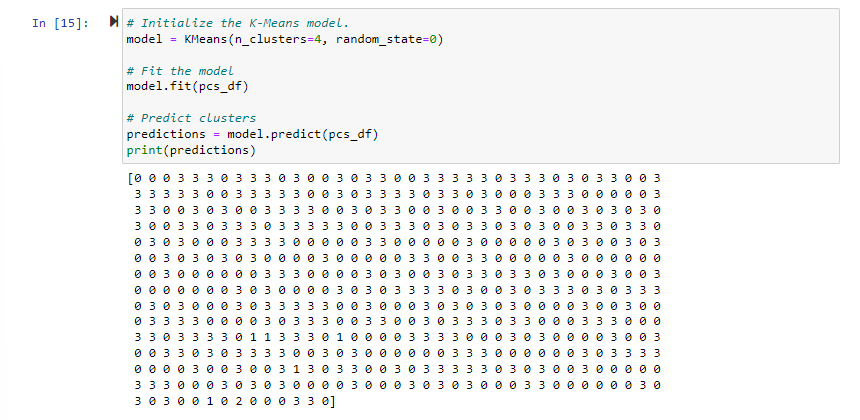 In [15]:
# Initialize the K-Means model.
model = KMeans(n_clusters=4, random_state=0)
# Fit the model
model.fit(pcs_df)
# Predict clusters
predictions = model.predict(pcs_df)
print(predictions)
[0 0 0 3 3 3 0 3 3 3 0 3 0 0 3 0 3 3 0 0 3 3 3 3 3 0 3 3 3 0 3 0 3 3 0 0 3
3 3 3 3 3 0 0 3 3 3 3 3 0 0 3 0 3 3 3 3 0 3 3 0 3 0 0 0 3 3 3 0 0 0 0 0 3
3 3 0 0 3 0 3 0 0 3 3 3 3 0 0 3 0 3 3 0 0 3 0 0 3 3 0 0 3 0 0 3 0 3 0 3 0
3 0 0 3 3 0 3 3 3 0 3 3 3 3 3 0 0 3 3 3 0 0 3 0 3 3 0 3 0 3 0 0 3 3 0 3 3 0
0 3 0 3 0 0 0 3 3 3 3 0 0 0 0 0 3 3 0 0 0 0 0 3 0 0 0 0 0 3 0 3 0 0 3 0 3
0 0 3 0 3 0 3 0 3 0 0 0 0 3 0 3 0 0 0 3 3 0 0 3 3 0 0 0 0 3 0 3 0 0 0 0 0 0
0 0 3 0 0 0 0 0 0 3 3 3 0 0 0 0 3 0 3 0 0 3 0 3 0 3 3 0 3 0 3 0 0 0 3 0 0 3
0 0 0 0 0 0 0 3 0 3 0 0 0 0 3 0 3 0 0 3 3 0 3 0 3 0 0 3 3 3 3 0 3 0 3 3 3
0 3 0 3 0 0 0 3 0 3 3 3 3 3 0 0 3 0 0 0 3 0 3 0 3 0 3 0 0 0 0 3 0 0 3 0 0
0 3 3 3 3 0 0 0 0 3 0 3 3 3 0 0 3 3 0 0 3 0 3 3 3 0 3 3 0 0 0 3 3 3 0 0 0
3 3 0 3 3 3 3 0 1 1 3 3 3 0 1 0 0 0 0 3 3 3 3 3 0 0 0 3 0 3 0 0 0 0 3 0 0 3
0 0 3 3 0 3 0 3 3 3 3 0 0 3 0 3 0 0 0 0 0 0 0 3 3 3 0 0 0 0 0 0 3 0 3 3 3 3
0 0 0 0 3 0 0 3 0 0 3 1 3 0 3 3 0 0 3 0 3 3 3 3 0 0 3 0 3 0 0 3 0 0 0 0 0
3 3 3 0 0 0 3 0 3 0 3 0 0 0 0 3 0 0 0 3 0 3 0 3 0 0 0 3 3 0 0 0 0 0 0 3 0
3 0 3 0 0 1 0 2 0 0 0 3 3 0]